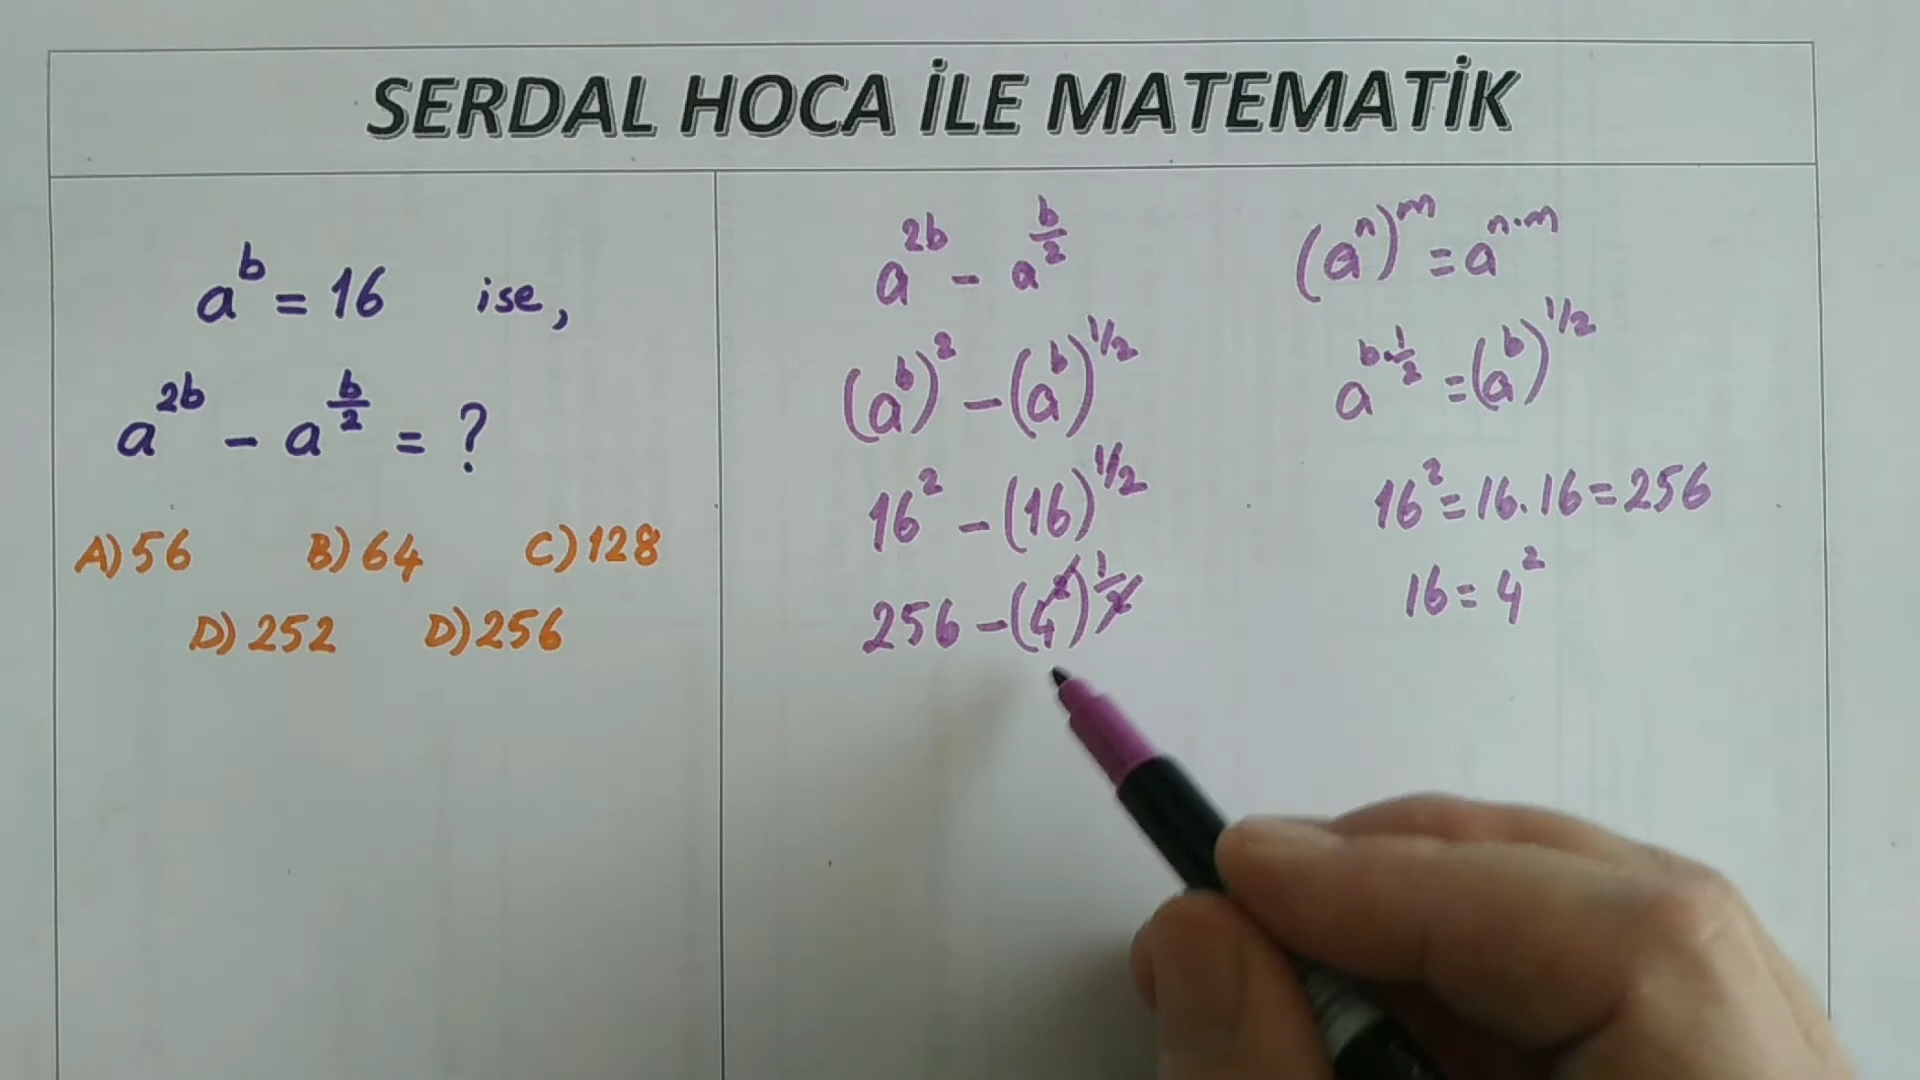 SERDAL HOCA İLE MATEMATİK
a^b = 16 ise,
a^{2b} - a^{b/2} = ?
A) 56 B) 64 C) 128
D) 252 D) 256
a^{2b} - a^{b/2}
(a^b)^2 - (a^b)^{1/2}
16^2 - (16)^{1/2}
256 - (4^2)^{1/2}
(a^n)^m = a^{n.m}
a^{b.1/2} = (a^b)^{1/2}
16^2 = 16.16 = 256
16 = 4^2